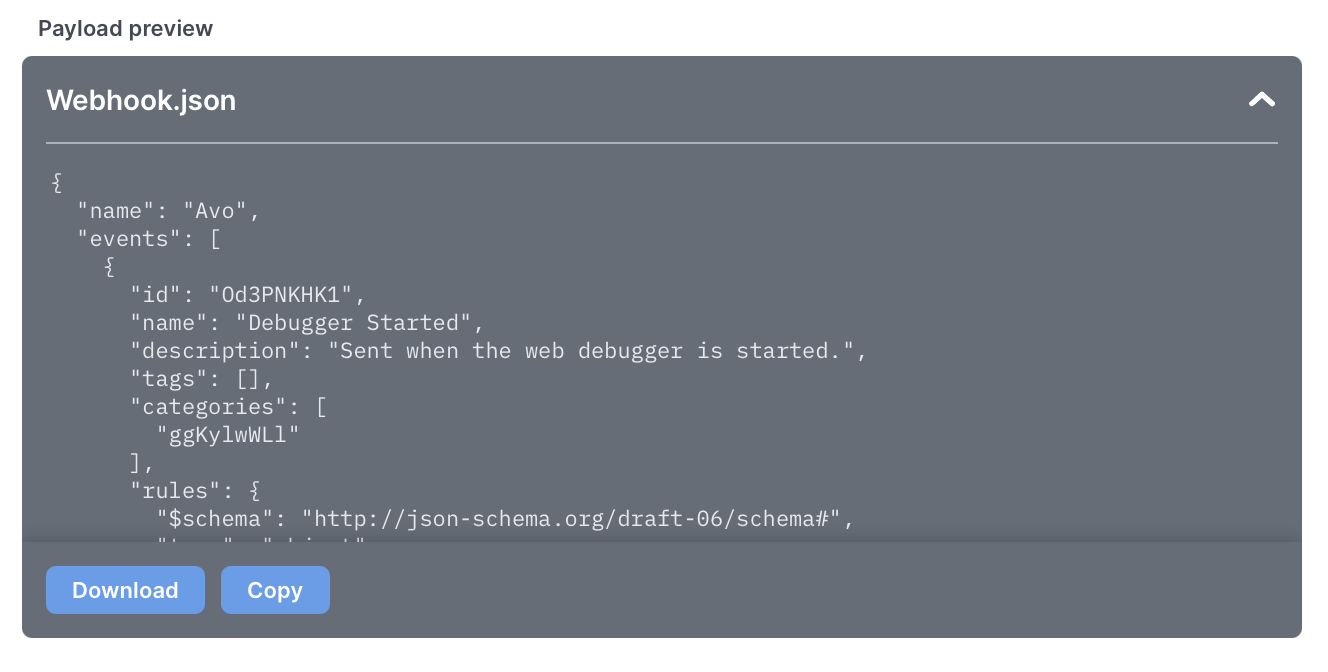 Payload preview
Webhook.json
{
"name": "Avo",
"events": [
{
"id": "Od3PNKHK1",
"name": "Debugger Started",
"description": "Sent when the web debugger is started.",
"tags": [],
"categories": [
"ggKylwWLl"
],
"rules": {
"$schema": "http://json-schema.org/draft-06/schema#",
Download Copy